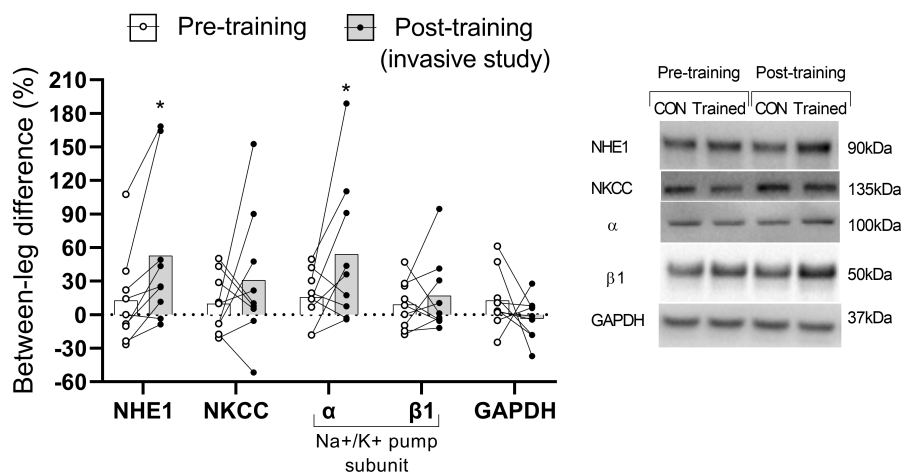 Pre-training
Post-training
(invasive study)
Between-leg difference (%)
210
180
150
120
90
60
30
0
-30
-60
*
*
NHE1
NKCC
α
β1
GAPDH
Na+/K+ pump
subunit
Pre-training Post-training
CON Trained CON Trained
NHE1 90kDa
NKCC 135kDa
α 100kDa
β1 50kDa
GAPDH 37kDa